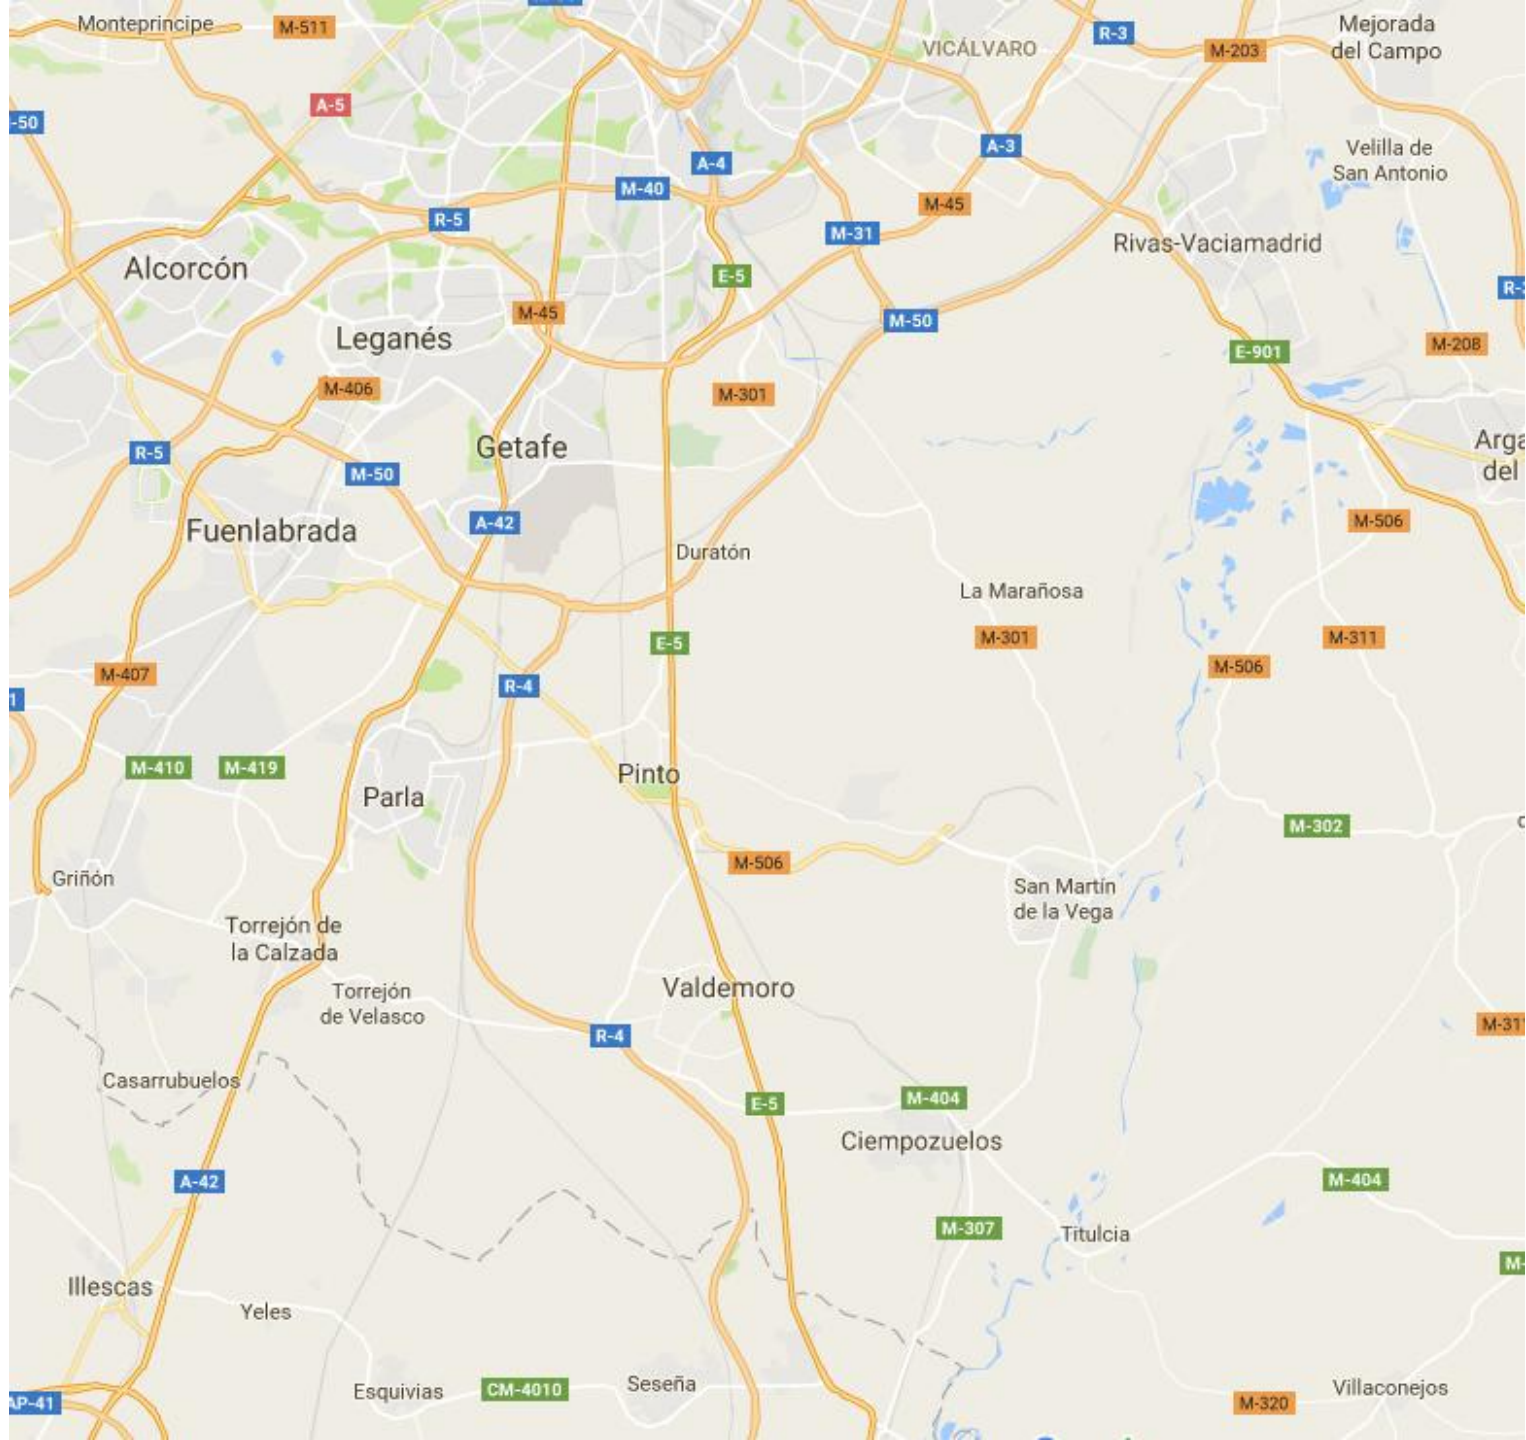 Monteprincipe
M-511
R-3
VICÁLVARO
M-203
Mejorada
del Campo
A-5
-50
A-4
A-3
Velilla de
San Antonio
M-40
M-45
R-5
M-31
Rivas-Vaciamadrid
Alcorcón
E-5
M-45
M-50
Leganés
E-901
M-208
M-406
M-301
Getafe
R-5
M-50
A-42
M-506
Fuenlabrada
Duratón
La Marañosa
E-5
M-301
M-311
M-407
M-506
R-4
M-410
M-419
Pinto
Parla
M-302
M-506
Griñón
San Martín
de la Vega
Torrejón de
la Calzada
Valdemoro
Torrejón
de Velasco
R-4
M-311
Casarrubuelos
E-5
M-404
Ciempozuelos
A-42
M-404
M-307
Titulcia
Illescas
Yeles
Esquivias
CM-4010
Seseña
Villaconejos
AP-41
M-320